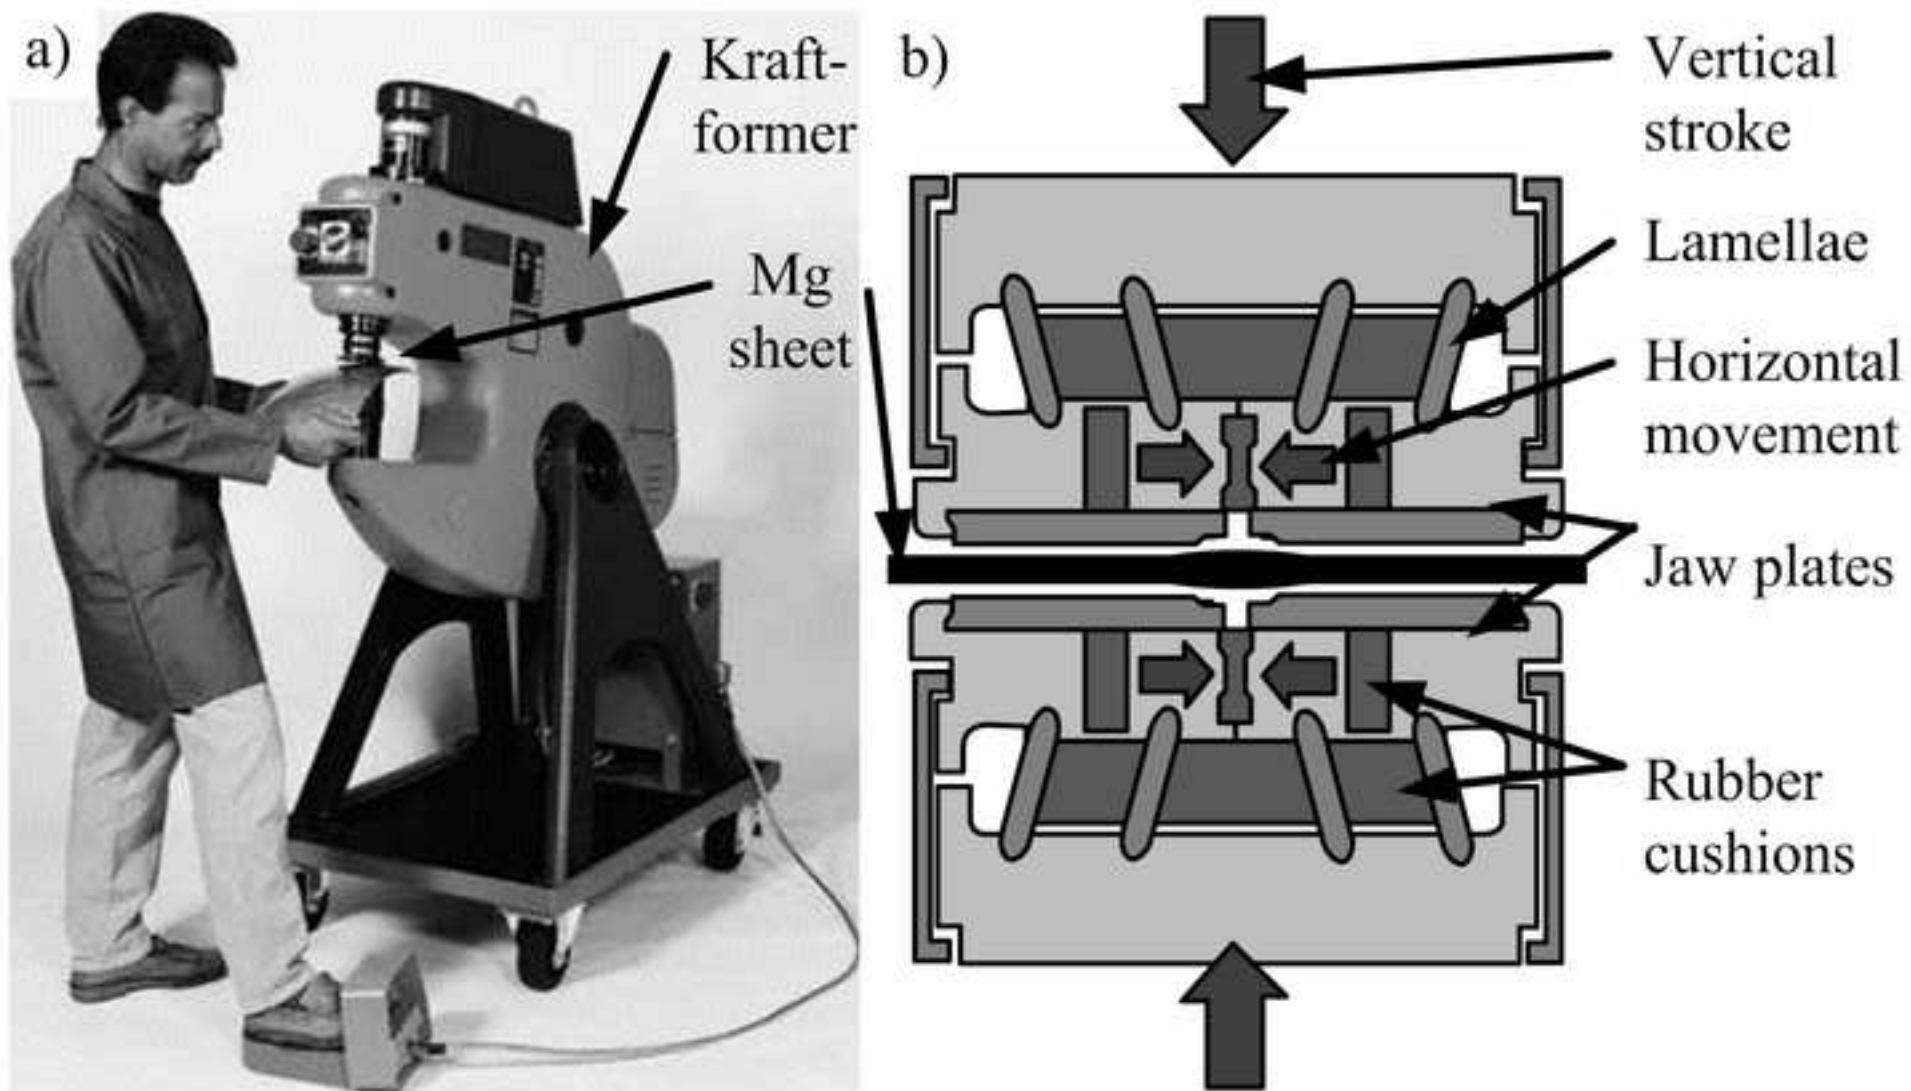 a)
Kraft-
former
Mg
sheet
b)
Vertical
stroke
Lamellae
Horizontal
movement
Jaw plates
Rubber
cushions